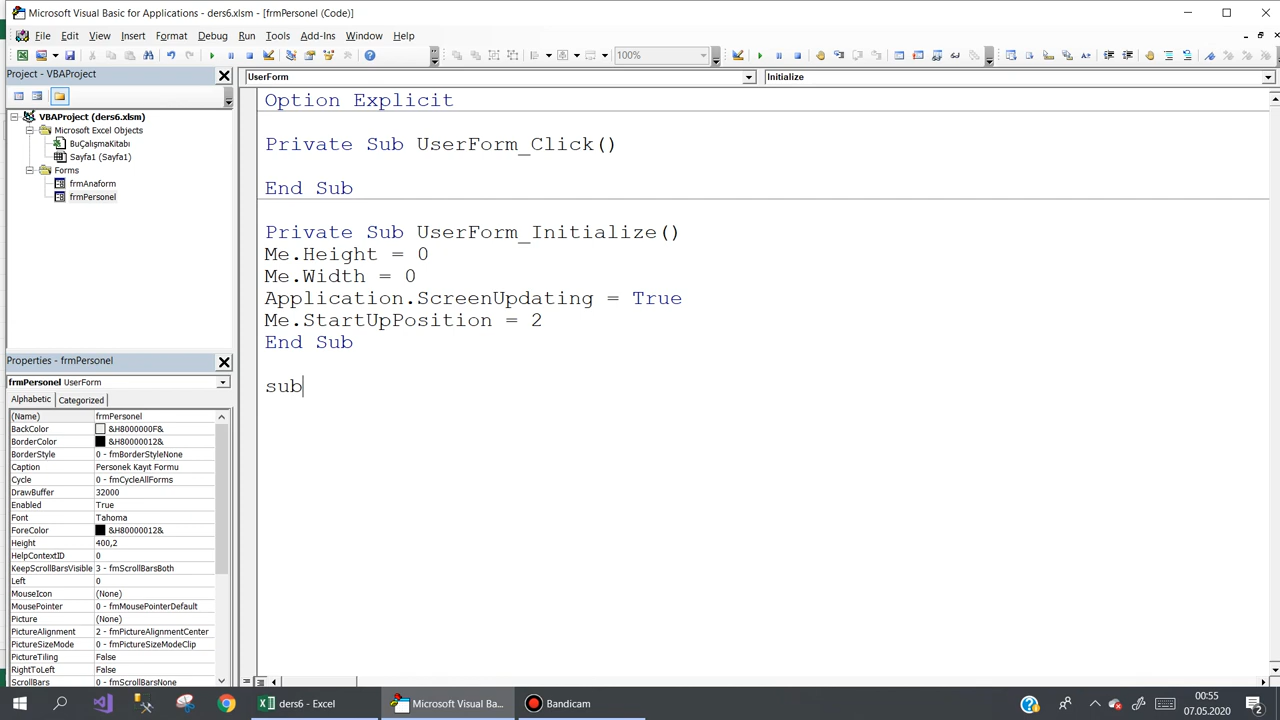 Microsoft Visual Basic for Applications - ders6.xlsm - [frmPersonel (Code)]
File Edit View Insert Format Debug Run Tools Add-Ins Window Help
100%
Project - VBAProject
UserForm
Initialize
VBAProject (ders6.xlsm)
Microsoft Excel Objects
BuÇalışmaKitabı
Sayfa1 (Sayfa1)
Forms
frmAnaform
frmPersonel
Option Explicit
Private Sub UserForm_Click()
End Sub
Private Sub UserForm_Initialize()
Me.Height = 0
Me.Width = 0
Application.ScreenUpdating = True
Me.StartUpPosition = 2
End Sub
sub
Properties - frmPersonel
frmPersonel UserForm
Alphabetic Categorized
(Name) frmPersonel
BackColor &H8000000F&
BorderColor &H80000012&
BorderStyle 0 - fmBorderStyleNone
Caption Personek Kayıt Formu
Cycle 0 - fmCycleAllForms
DrawBuffer 32000
Enabled True
Font Tahoma
ForeColor &H80000012&
Height 400,2
HelpContextID 0
KeepScrollBarsVisible 3 - fmScrollBarsBoth
Left 0
MouseIcon (None)
MousePointer 0 - fmMousePointerDefault
Picture (None)
PictureAlignment 2 - fmPictureAlignmentCenter
PictureSizeMode 0 - fmPictureSizeModeClip
PictureTiling False
RightToLeft False
ScrollBars 0 - fmScrollBarsNone
ders6 - Excel
Microsoft Visual Ba...
Bandicam
00:55
07.05.2020
2